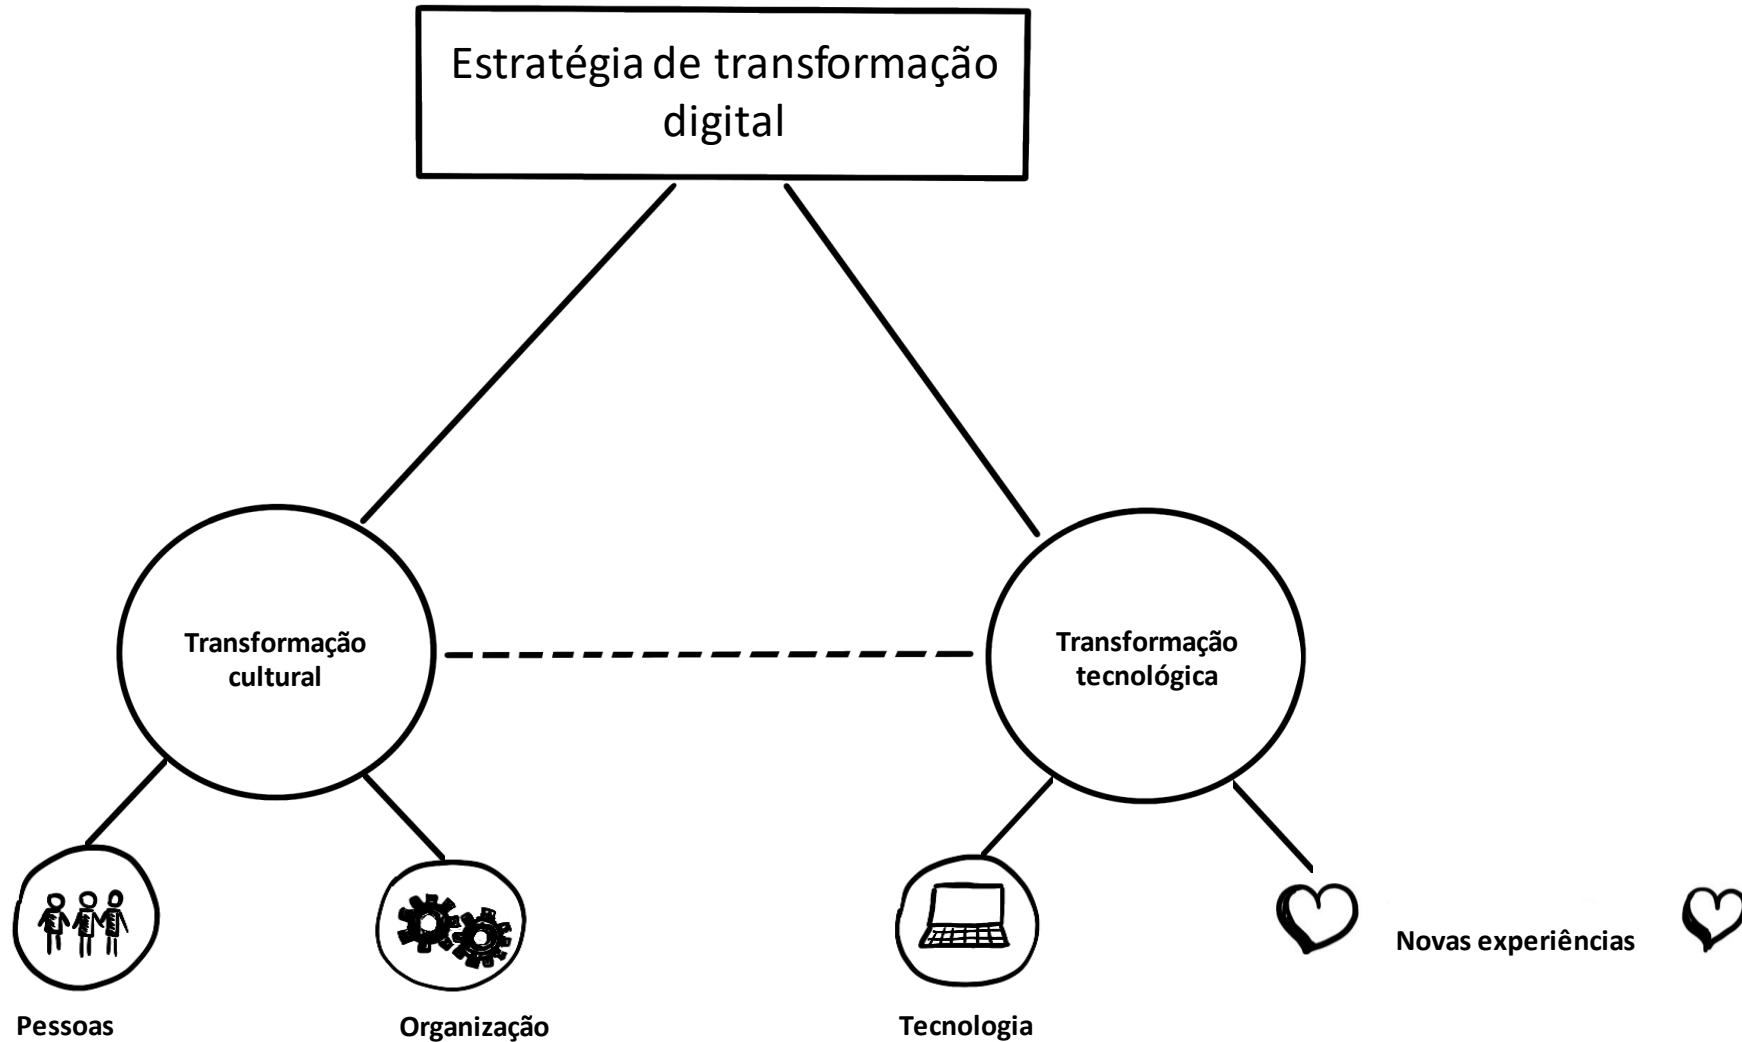 Estratégia de transformação
digital
Transformação
cultural
Transformação
tecnológica
Novas experiências
Pessoas
Organização
Tecnologia